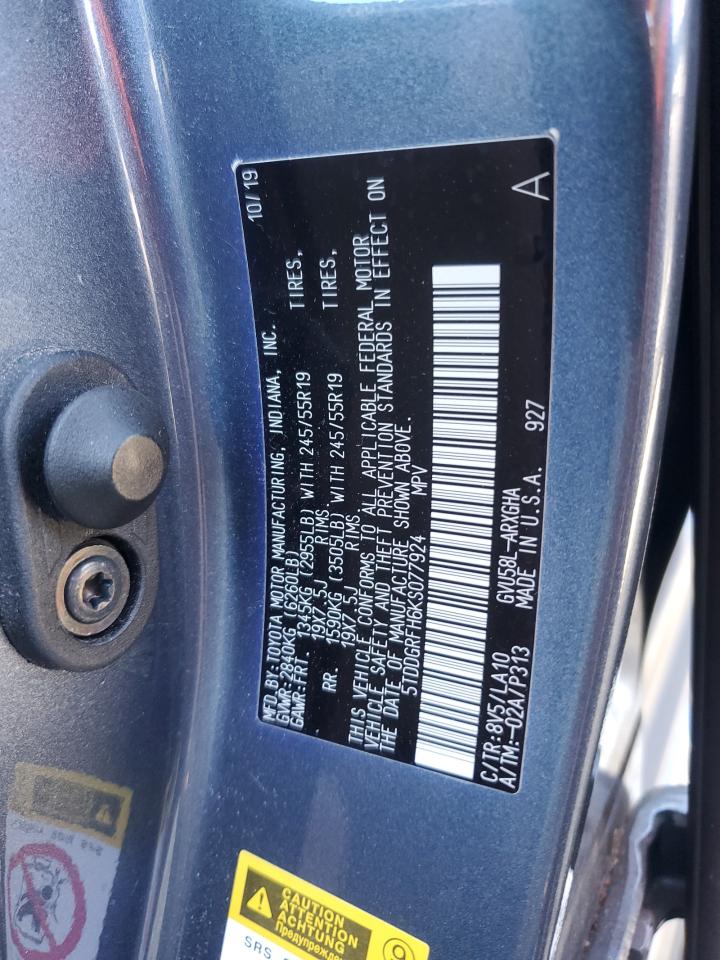 MFD.BY:TOYOTA MOTOR MANUFACTURING, INDIANA, INC. 10/19
GVWR:2840KG (6260LB)
GAWR:FRT 1345KG (2955LB) WITH 245/55R19 TIRES,
19X7.5J RIMS
RR. 1590KG (3505LB) WITH 245/55R19 TIRES,
19X7.5J RIMS
THIS VEHICLE CONFORMS TO ALL APPLICABLE FEDERAL MOTOR
VEHICLE SAFETY AND THEFT PREVENTION STANDARDS IN EFFECT ON
THE DATE OF MANUFACTURE SHOWN ABOVE.
5TDDGRFH6KS077924 MPV
C/TR:8V5/LA10 GVU58L-ARXGHA
A/TM:-02A/P313 MADE IN U.S.A. 927 A
CAUTION
ATTENTION
ACHTUNG
Предупрежден
SRS